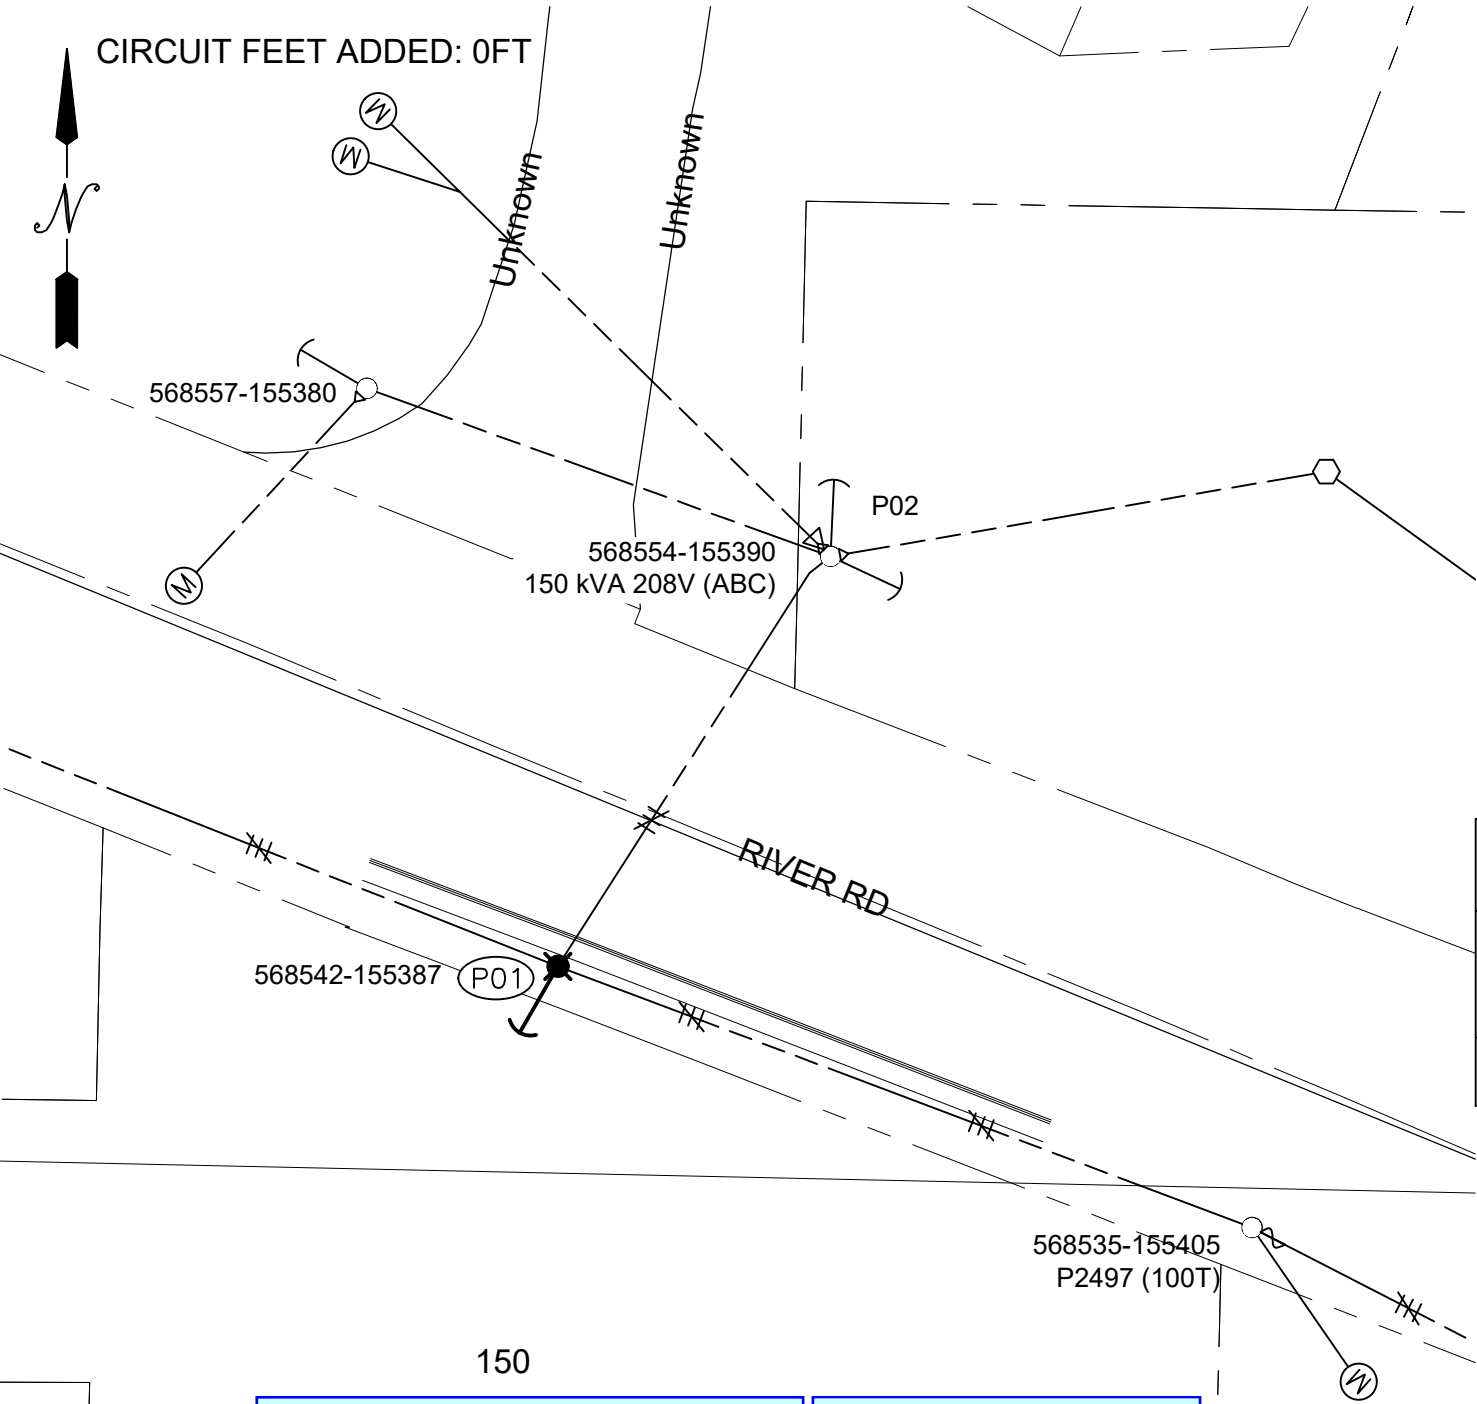 CIRCUIT FEET ADDED: 0FT
M
M
Unknown
Unknown
N
568557-155380
P02
568554-155390
150 kVA 208V (ABC)
M
RIVER RD
568542-155387
P01
568535-155405
P2497 (100T)
150
M